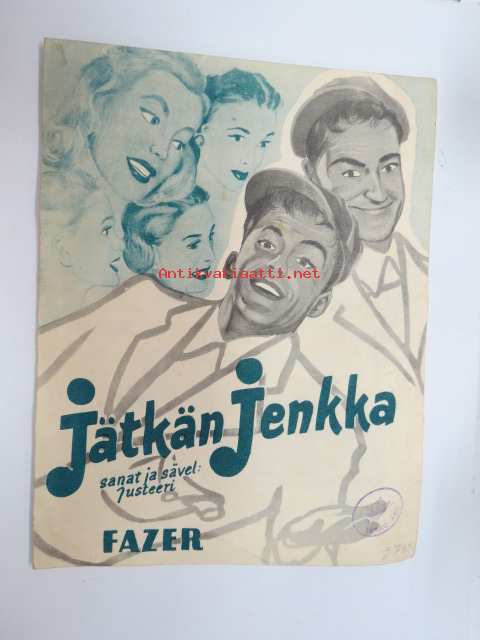 Antikvariaatti.net
Jätkän Jenkka
sanat ja sävel:
Justeeri
FAZER